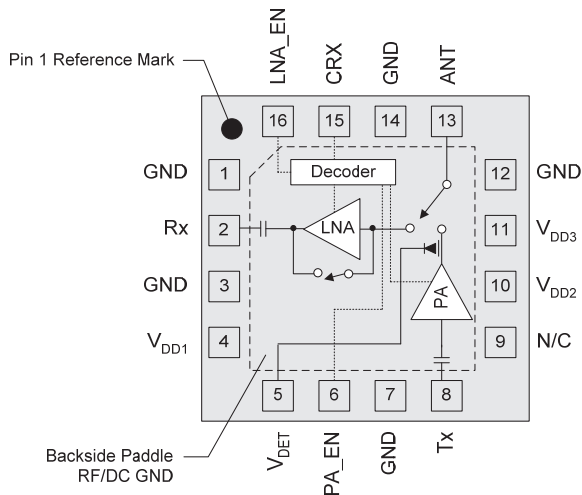 Pin 1 Reference Mark
LNA_EN
CRX
GND
ANT
16
15
14
13
GND
1
Decoder
12
GND
Rx
2
LNA
11
VDD3
GND
3
PA
10
VDD2
VDD1
4
9
N/C
5
6
7
8
VDET
PA_EN
GND
Tx
Backside Paddle
RF/DC GND